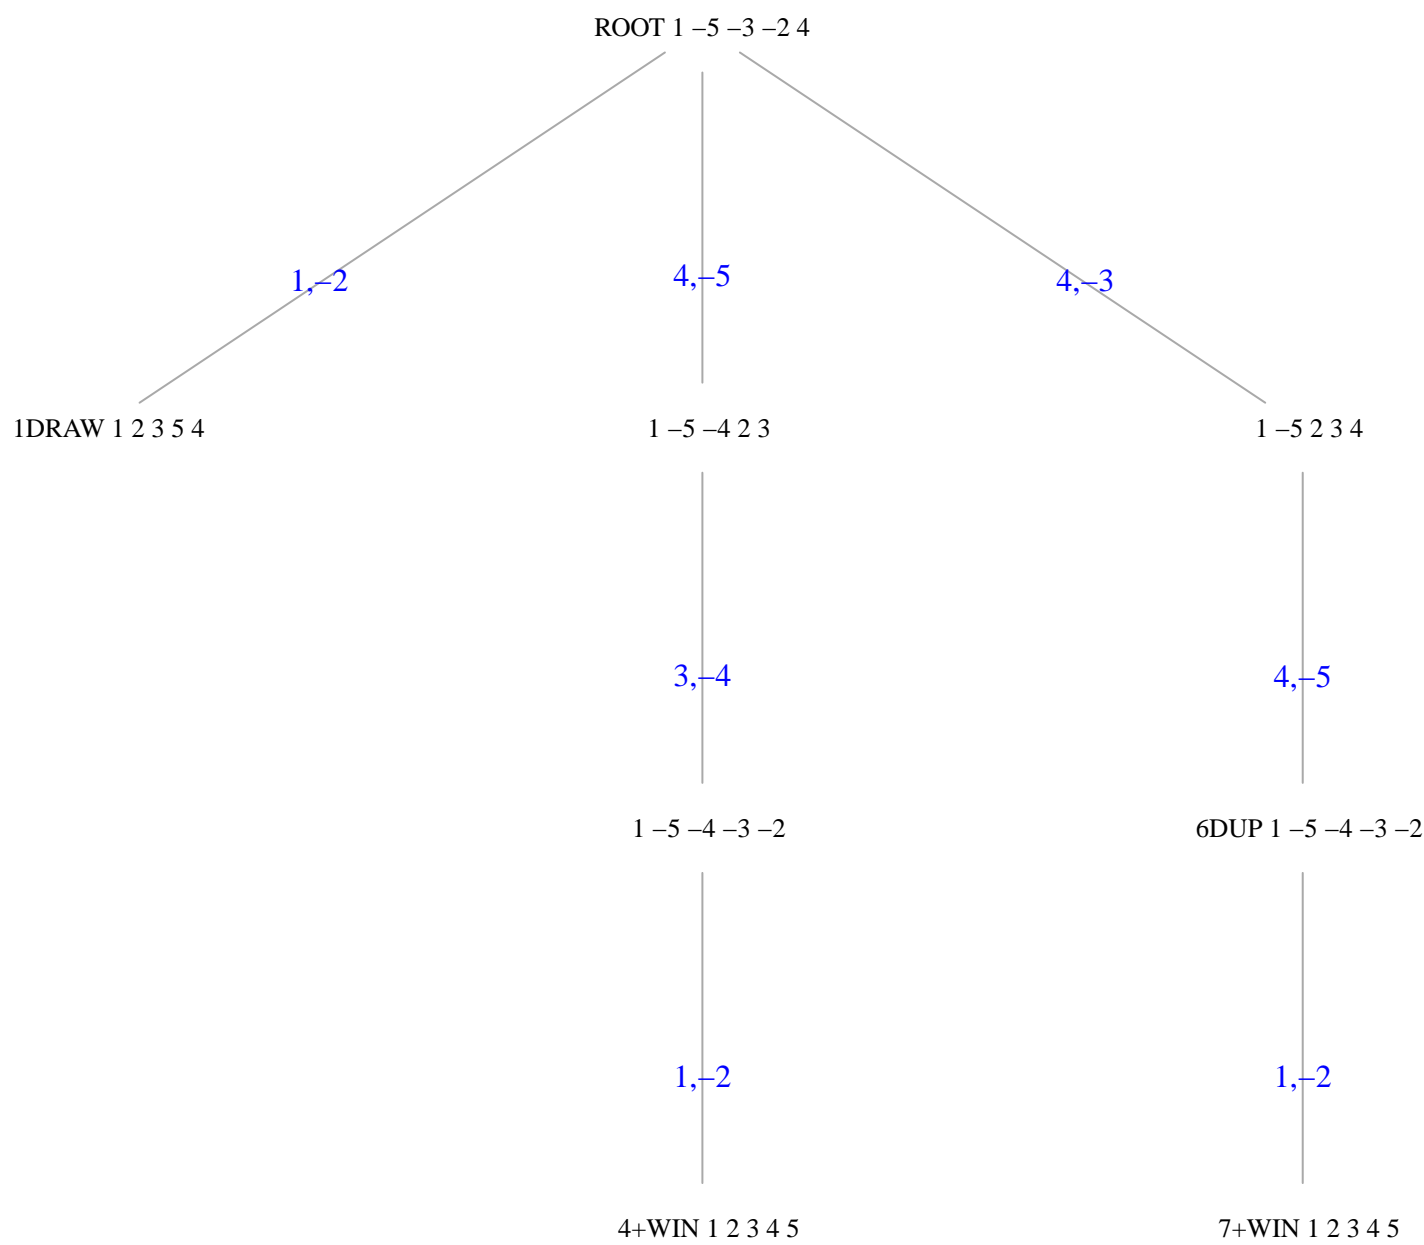 ROOT 1 –5 –3 –2 4
1,–2
4,–5
4,–3
1DRAW 1 2 3 5 4
1 –5 –4 2 3
1 –5 2 3 4
3,–4
4,–5
1 –5 –4 –3 –2
6DUP 1 –5 –4 –3 –2
1,–2
1,–2
4+WIN 1 2 3 4 5
7+WIN 1 2 3 4 5